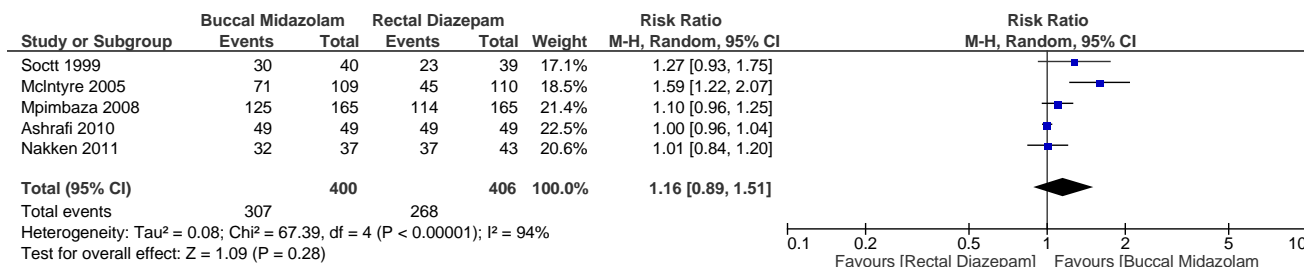 Buccal Midazolam Rectal Diazepam Risk Ratio Risk Ratio
Study or Subgroup Events Total Events Total Weight M-H, Random, 95% CI M-H, Random, 95% CI
Soctt 1999 30 40 23 39 17.1% 1.27 [0.93, 1.75]
McIntyre 2005 71 109 45 110 18.5% 1.59 [1.22, 2.07]
Mpimbaza 2008 125 165 114 165 21.4% 1.10 [0.96, 1.25]
Ashrafi 2010 49 49 49 49 22.5% 1.00 [0.96, 1.04]
Nakken 2011 32 37 37 43 20.6% 1.01 [0.84, 1.20]
Total (95% CI) 400 406 100.0% 1.16 [0.89, 1.51]
Total events 307 268
Heterogeneity: Tau² = 0.08; Chi² = 67.39, df = 4 (P < 0.00001); I² = 94%
Test for overall effect: Z = 1.09 (P = 0.28)
0.1 0.2 0.5 1 2 5 10
Favours [Rectal Diazepam] Favours [Buccal Midazolam